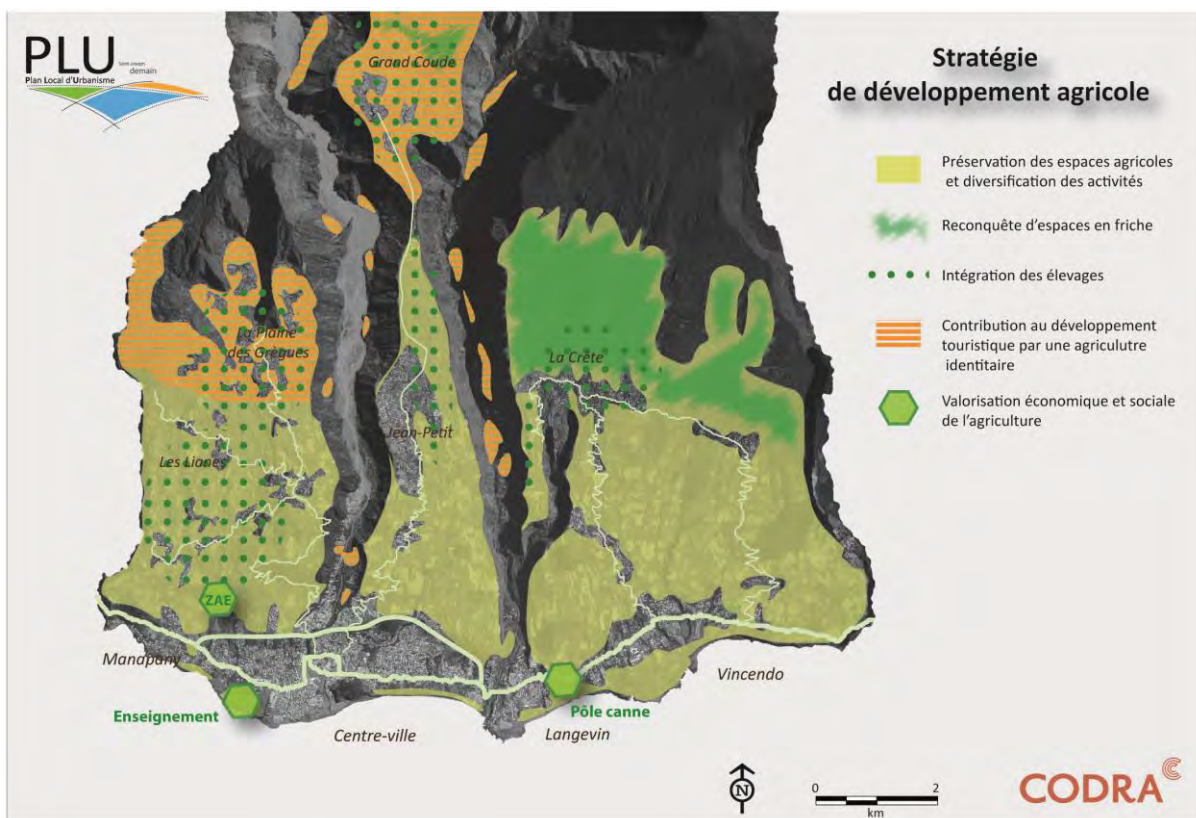 PLU
Saint-Joseph
demain
Plan Local d'Urbanisme
Stratégie
de développement agricole
Préservation des espaces agricoles
et diversification des activités
Reconquête d'espaces en friche
Intégration des élevages
Contribution au développement
touristique par une agriculutre
identitaire
Valorisation économique et sociale
de l'agriculture
Grand Coude
La Plaine
des Grègues
La Crête
Jean-Petit
Les Lianes
ZAE
Manapany
Vincendo
Enseignement
Pôle canne
Centre-ville
Langevin
N
0 2
km
CODRA